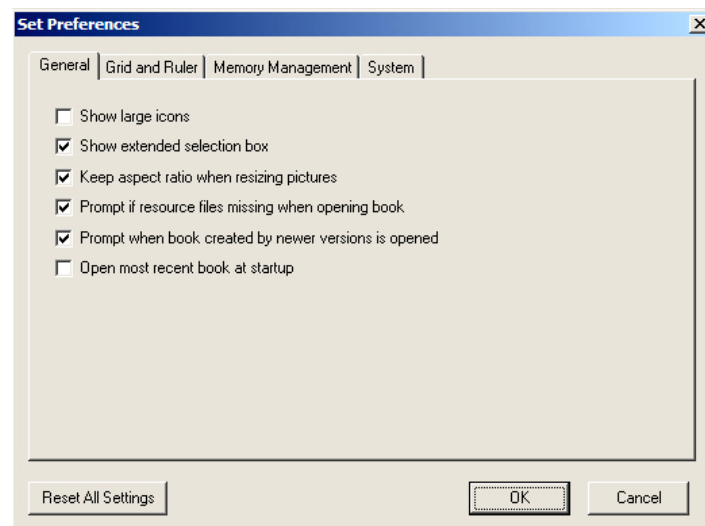 Set Preferences
General Grid and Ruler Memory Management System
Show large icons
Show extended selection box
Keep aspect ratio when resizing pictures
Prompt if resource files missing when opening book
Prompt when book created by newer versions is opened
Open most recent book at startup
Reset All Settings OK Cancel